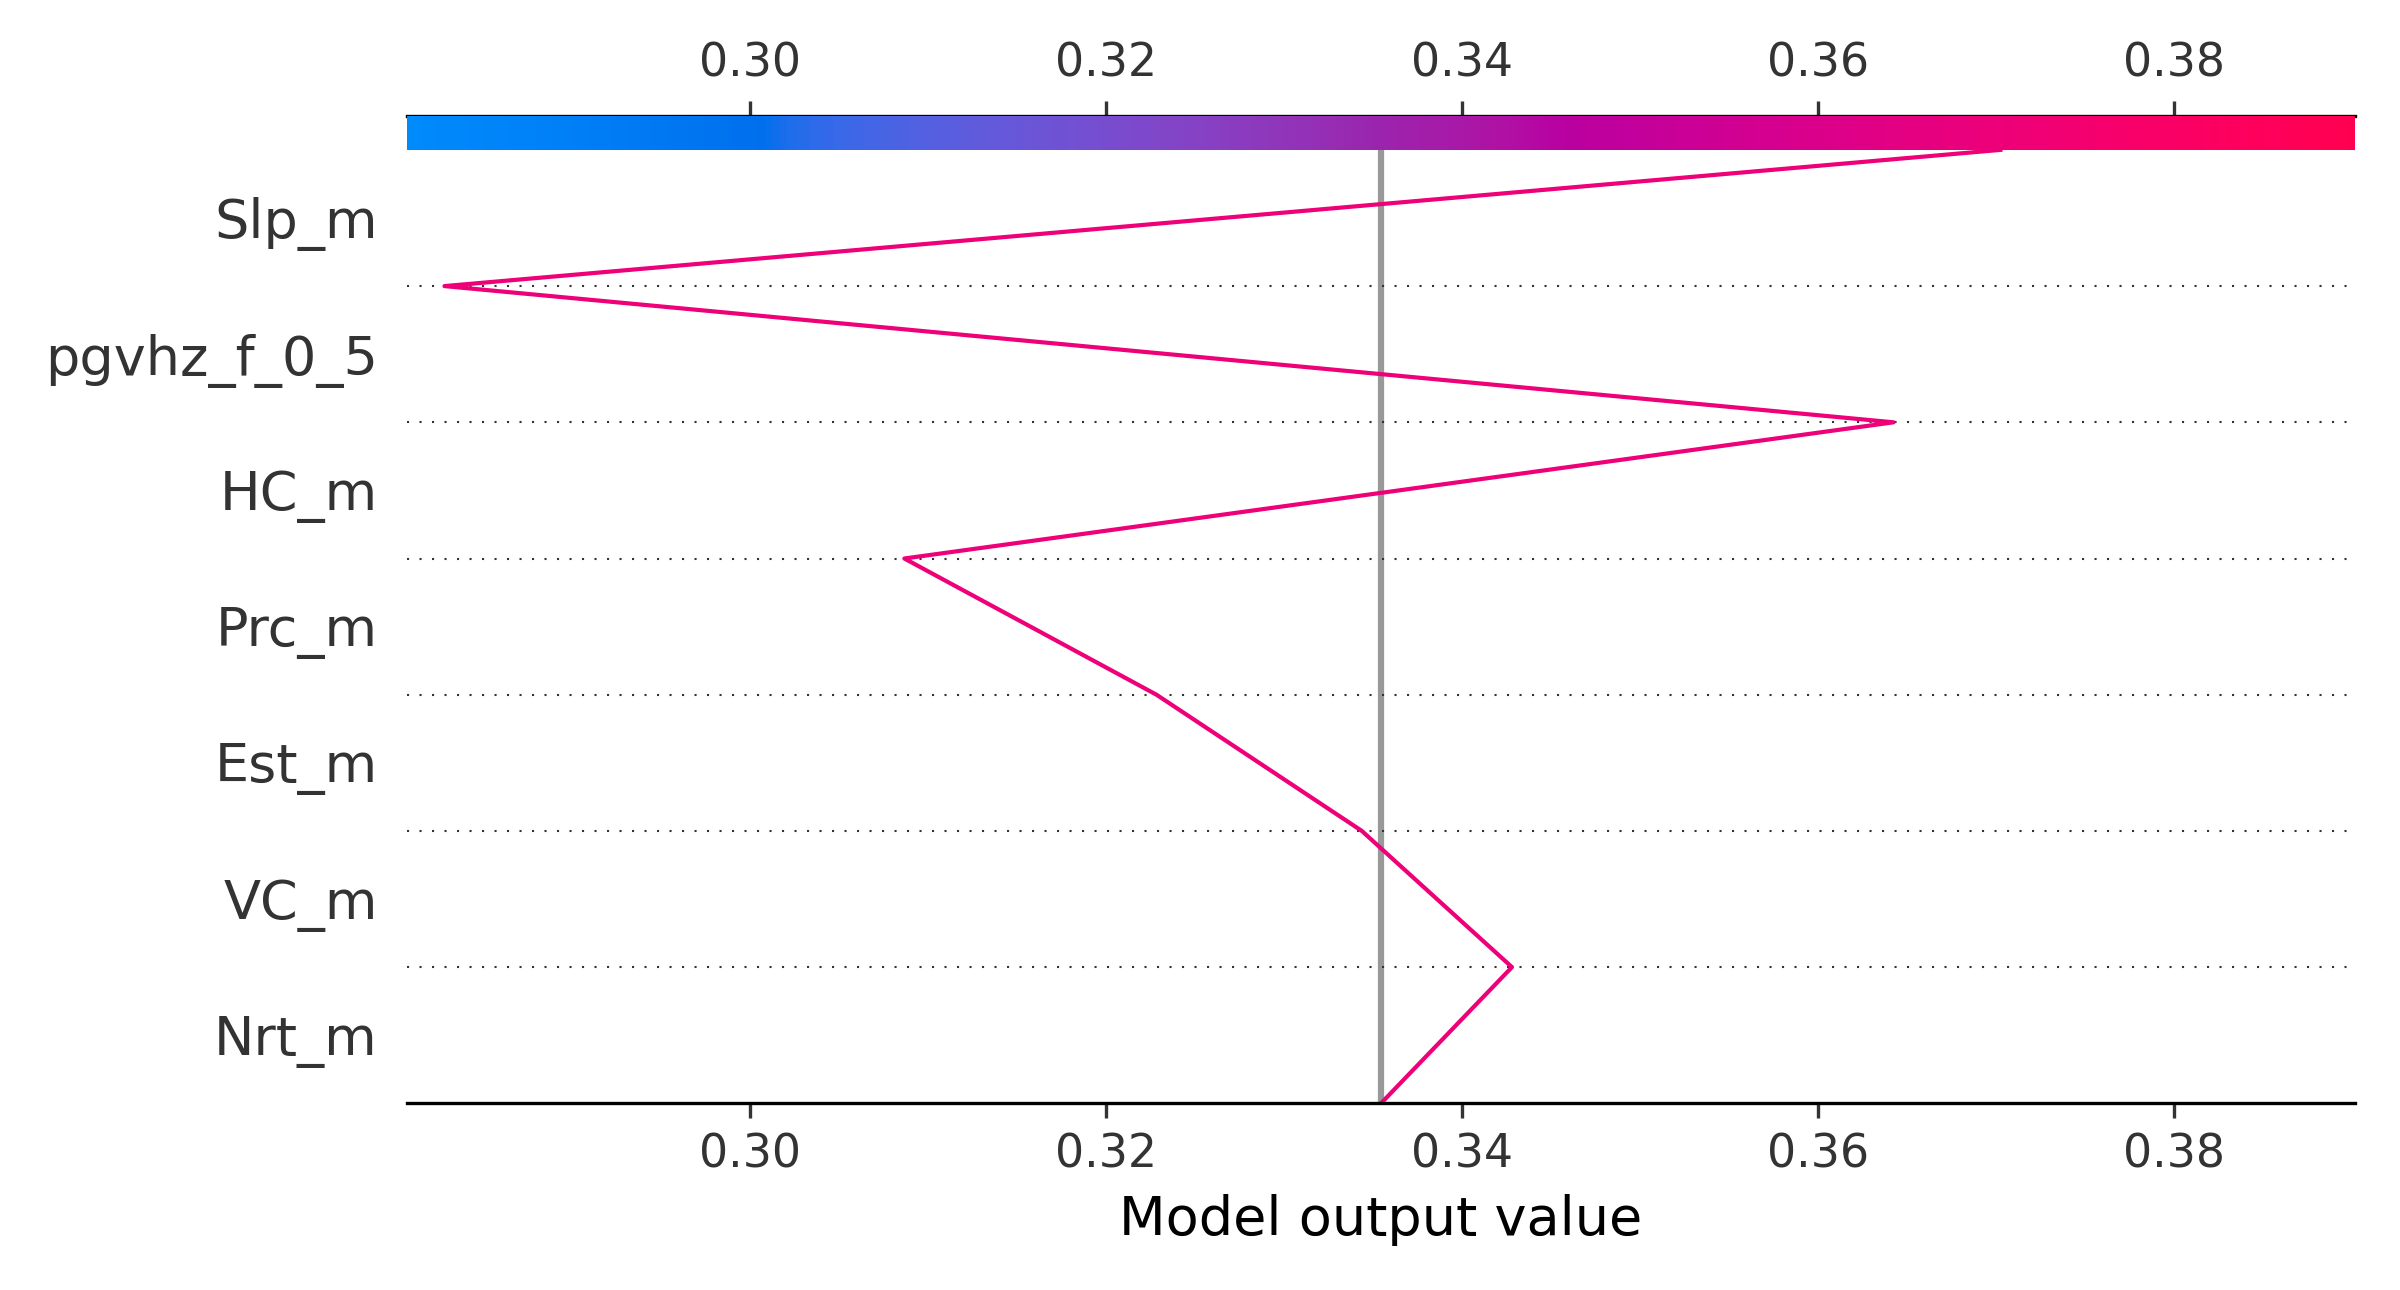 0.30 0.32 0.34 0.36 0.38
Slp_m
pgvhz_f_0_5
HC_m
Prc_m
Est_m
VC_m
Nrt_m
0.30 0.32 0.34 0.36 0.38
Model output value